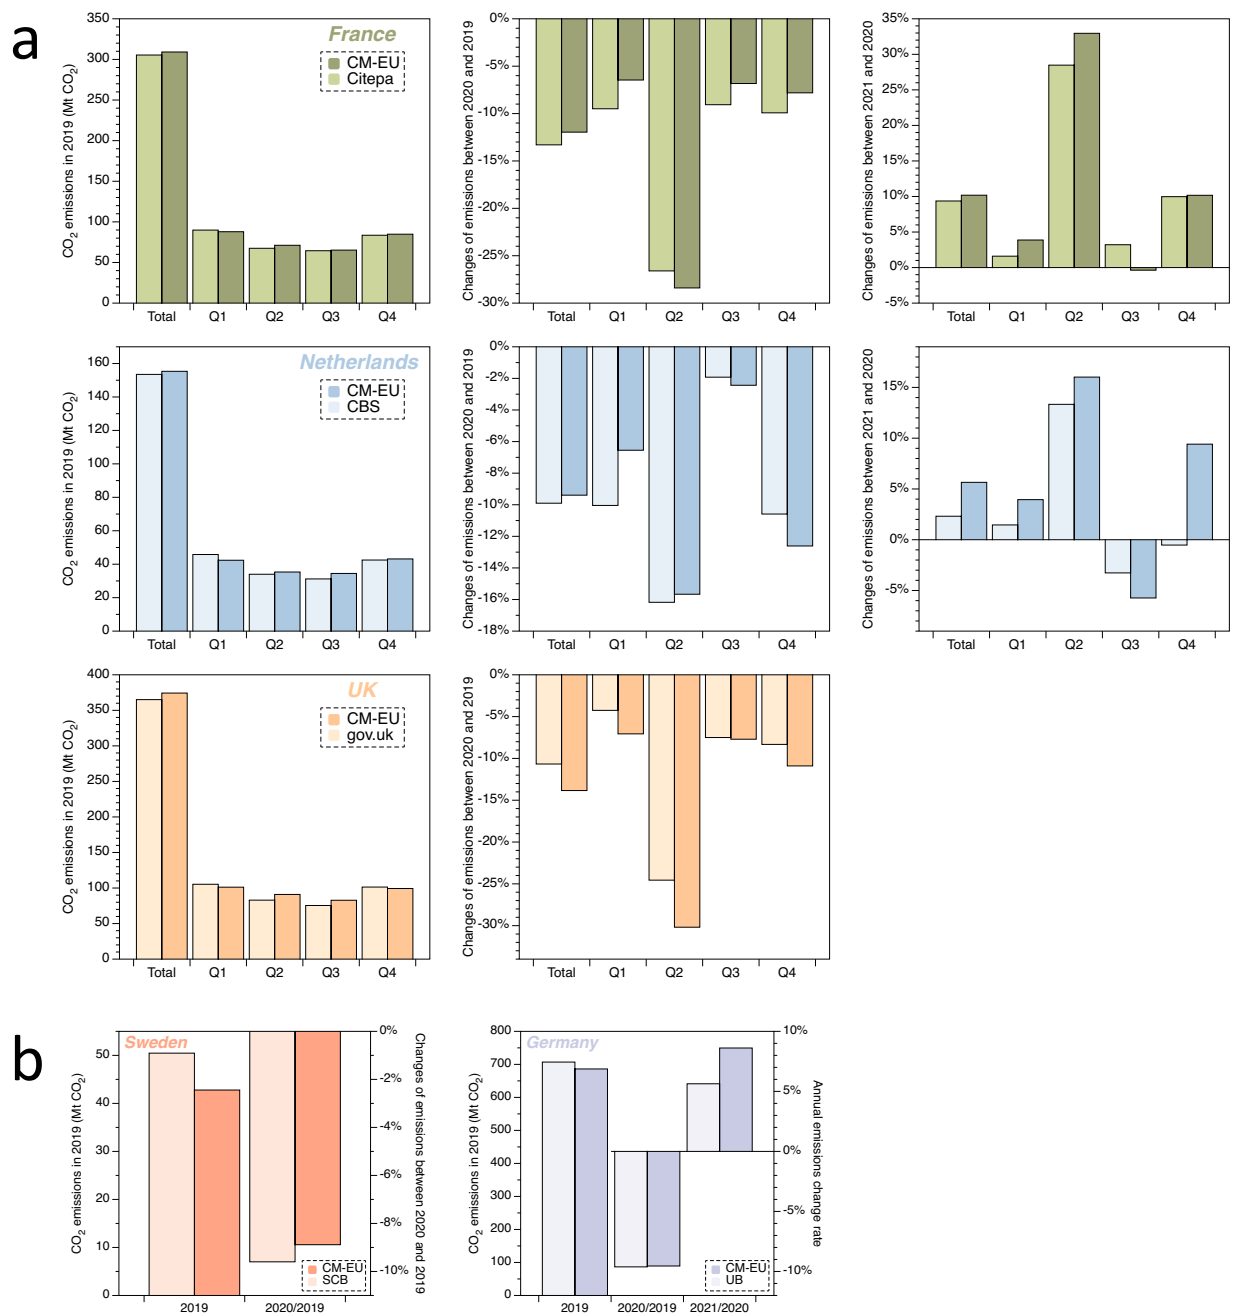 a
France
CM-EU
Citepa
CO2 emissions in 2019 (Mt CO2)
350
300
250
200
150
100
50
0
Total Q1 Q2 Q3 Q4
Changes of emissions between 2020 and 2019
0%
-5%
-10%
-15%
-20%
-25%
-30%
Total Q1 Q2 Q3 Q4
Changes of emissions between 2021 and 2020
35%
30%
25%
20%
15%
10%
5%
0%
-5%
Total Q1 Q2 Q3 Q4
Netherlands
CM-EU
CBS
CO2 emissions in 2019 (Mt CO2)
160
140
120
100
80
60
40
20
0
Total Q1 Q2 Q3 Q4
Changes of emissions between 2020 and 2019
0%
-2%
-4%
-6%
-8%
-10%
-12%
-14%
-16%
-18%
Total Q1 Q2 Q3 Q4
Changes of emissions between 2021 and 2020
15%
10%
5%
0%
-5%
Total Q1 Q2 Q3 Q4
UK
CM-EU
gov.uk
CO2 emissions in 2019 (Mt CO2)
400
350
300
250
200
150
100
50
0
Total Q1 Q2 Q3 Q4
Changes of emissions between 2020 and 2019
0%
-5%
-10%
-15%
-20%
-25%
-30%
Total Q1 Q2 Q3 Q4
b
Sweden
CO2 emissions in 2019 (Mt CO2)
50
40
30
20
10
0
0%
-2%
-4%
-6%
-8%
-10%
Changes of emissions between 2020 and 2019
CM-EU
SCB
2019 2020/2019
Germany
CO2 emissions in 2019 (Mt CO2)
800
700
600
500
400
300
200
100
0
10%
5%
0%
-5%
-10%
Annual emissions change rate
CM-EU
UB
2019 2020/2019 2021/2020